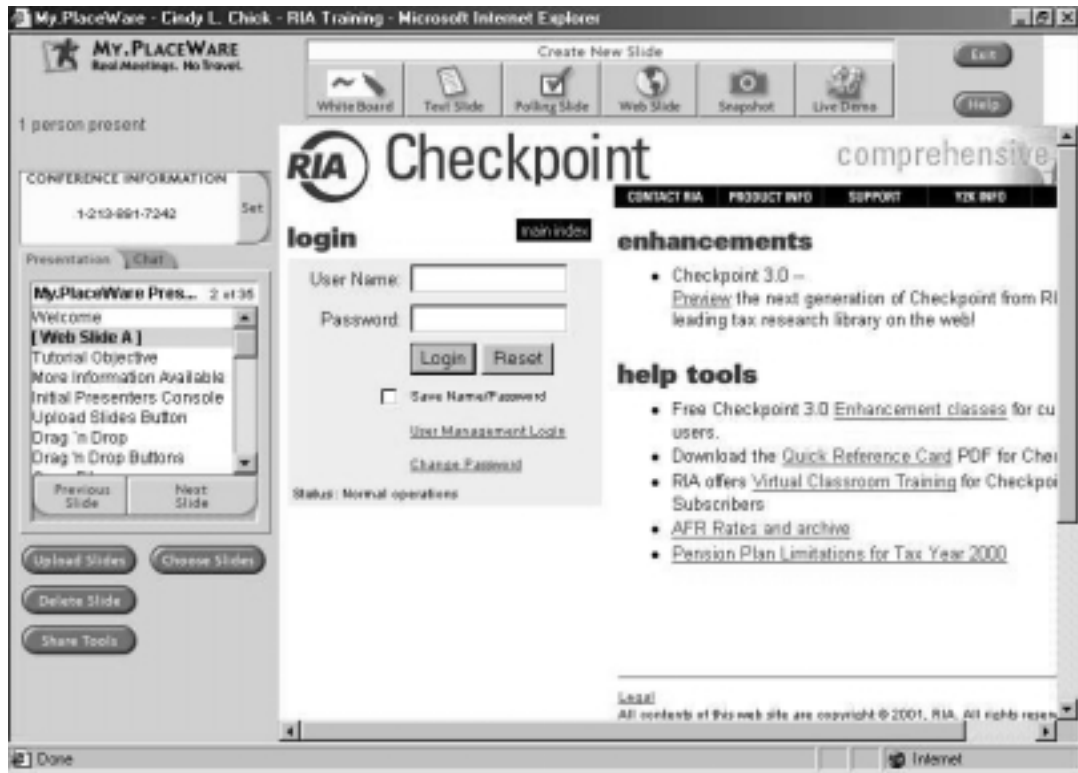 My.PlaceWare - Cindy L. Chick - RIA Training - Microsoft Internet Explorer
MY.PLACEWARE
Real Meetings. No Travel.
1 person present
Create New Slide
White Board
Text Slide
Polling Slide
Web Slide
Snapshot
Live Demo
Exit
Help
CONFERENCE INFORMATION
1-213-891-7242
Set
Presentation
Chat
My.PlaceWare Pres... 2 of 35
Welcome
[ Web Slide A ]
Tutorial Objective
More Information Available
Initial Presenters Console
Upload Slides Button
Drag 'n Drop
Drag 'n Drop Buttons
Previous
Slide
Next
Slide
Upload Slides
Choose Slides
Delete Slide
Share Tools
RIA Checkpoint
comprehensive
CONTACT RIA
PRODUCT INFO
SUPPORT
Y2K INFO
login
main index
User Name:
Password:
Login
Reset
Save Name/Password
User Management Login
Change Password
Status: Normal operations
enhancements
• Checkpoint 3.0 --
Preview the next generation of Checkpoint from RI
leading tax research library on the web!
help tools
• Free Checkpoint 3.0 Enhancement classes for cu
users.
• Download the Quick Reference Card PDF for Che
• RIA offers Virtual Classroom Training for Checkpoi
Subscribers
• AFR Rates and archive
• Pension Plan Limitations for Tax Year 2000
Legal
All contents of this web site are copyright © 2001, RIA. All rights reser
Done
Internet